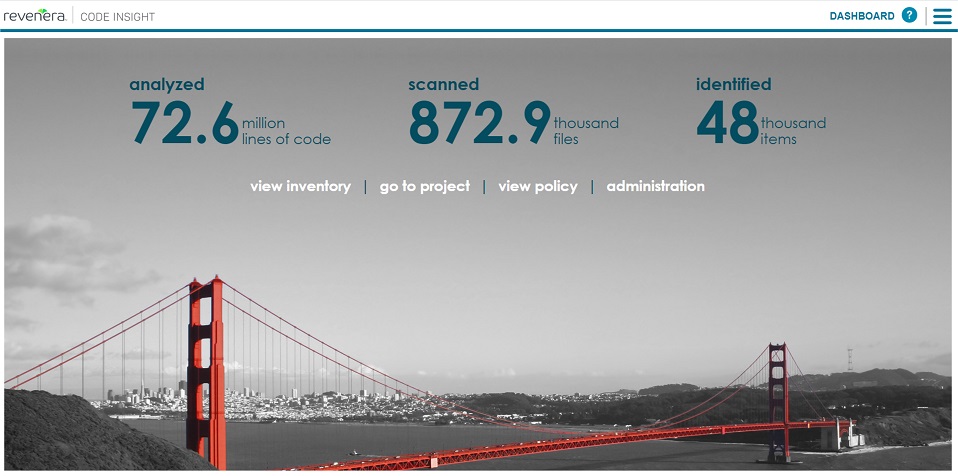 revenera. CODE INSIGHT
DASHBOARD ?
analyzed scanned identified
72.6 million lines of code 872.9 thousand files 48 thousand items
view inventory | go to project | view policy | administration